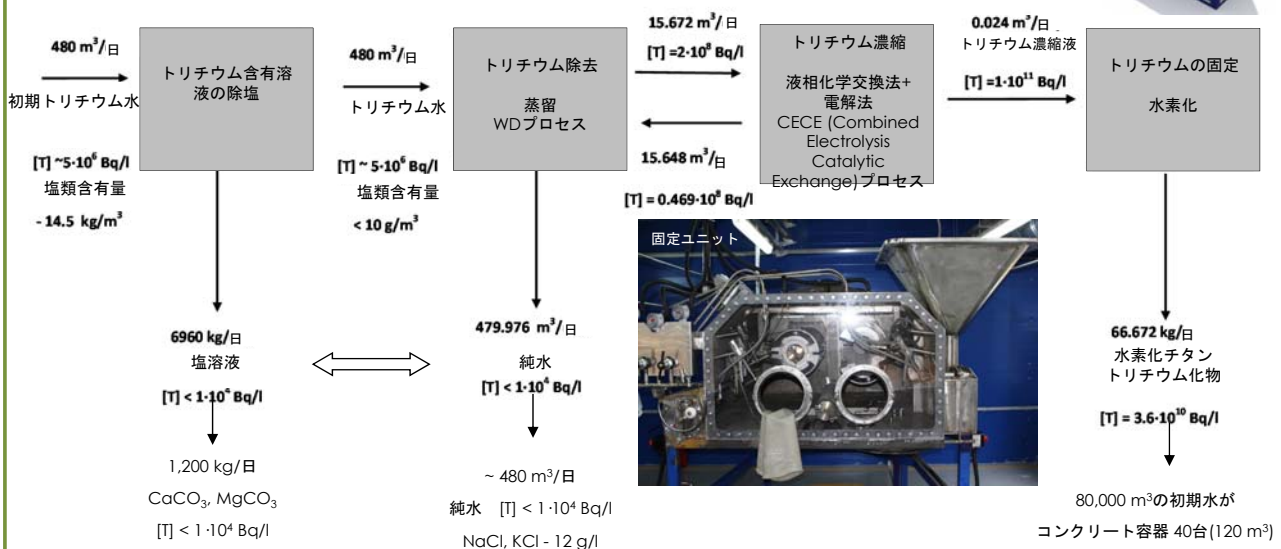 480 m³/日
初期トリチウム水
[T] ~5·10⁶ Bq/l
塩類含有量
- 14.5 kg/m³
トリチウム含有溶
液の除塩
480 m³/日
トリチウム水
[T] ~ 5·10⁶ Bq/l
塩類含有量
< 10 g/m³
トリチウム除去
蒸留
WDプロセス
15.672 m³/日
[T] =2·10⁸ Bq/l
15.648 m³/日
[T] = 0.469·10⁸ Bq/l
トリチウム濃縮
液相化学交換法+
電解法
CECE (Combined
Electrolysis
Catalytic
Exchange)プロセス
0.024 m³/日
トリチウム濃縮液
[T] =1·10¹¹ Bq/l
トリチウムの固定
水素化
6960 kg/日
塩溶液
[T] < 1·10⁴ Bq/l
1,200 kg/日
CaCO₃, MgCO₃
[T] < 1·10⁴ Bq/l
479.976 m³/日
純水
[T] < 1·10⁴ Bq/l
~ 480 m³/日
純水 [T] < 1·10⁴ Bq/l
NaCl, KCl - 12 g/l
固定ユニット
66.672 kg/日
水素化チタン
トリチウム化物
[T] = 3.6·10¹⁰ Bq/l
80,000 m³の初期水が
コンクリート容器 40台(120 m³)